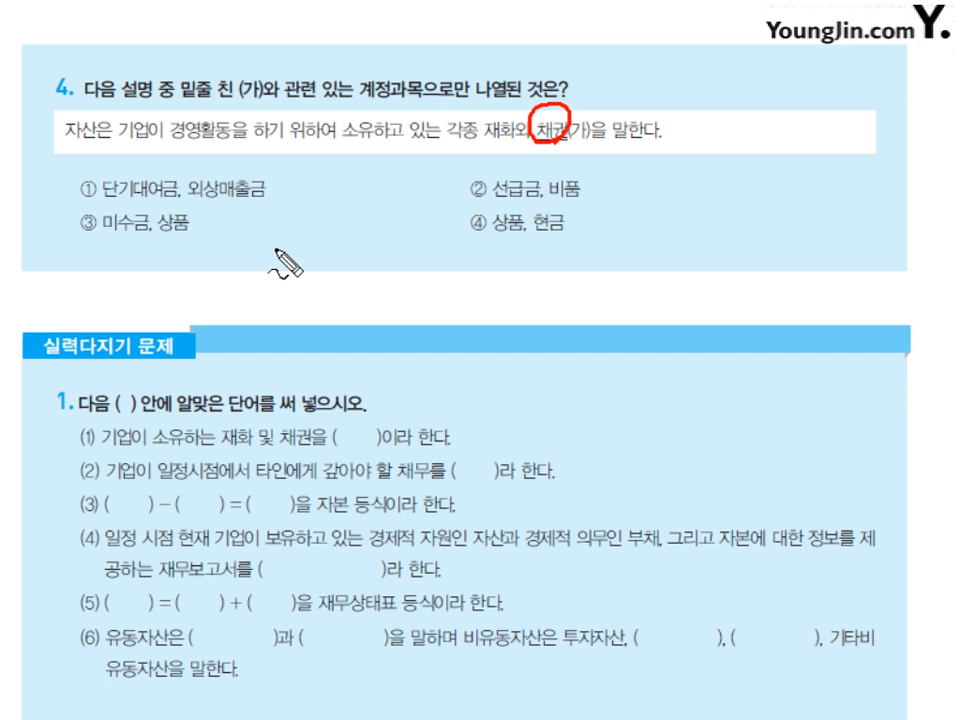 YoungJin.com Y.
4. 다음 설명 중 밑줄 친 (가)와 관련 있는 계정과목으로만 나열된 것은?
자산은 기업이 경영활동을 하기 위하여 소유하고 있는 각종 재화와 채권(가)을 말한다.
① 단기대여금, 외상매출금
② 선급금, 비품
③ 미수금, 상품
④ 상품, 현금
실력다지기 문제
1. 다음 ( ) 안에 알맞은 단어를 써 넣으시오.
(1) 기업이 소유하는 재화 및 채권을 ( )이라 한다.
(2) 기업이 일정시점에서 타인에게 갚아야 할 채무를 ( )라 한다.
(3) ( ) - ( ) = ( )을 자본 등식이라 한다.
(4) 일정 시점 현재 기업이 보유하고 있는 경제적 자원인 자산과 경제적 의무인 부채, 그리고 자본에 대한 정보를 제
공하는 재무보고서를 ( )라 한다.
(5) ( ) = ( ) + ( )을 재무상태표 등식이라 한다.
(6) 유동자산은 ( )과 ( )을 말하며 비유동자산은 투자자산, ( ), ( ), 기타비
유동자산을 말한다.